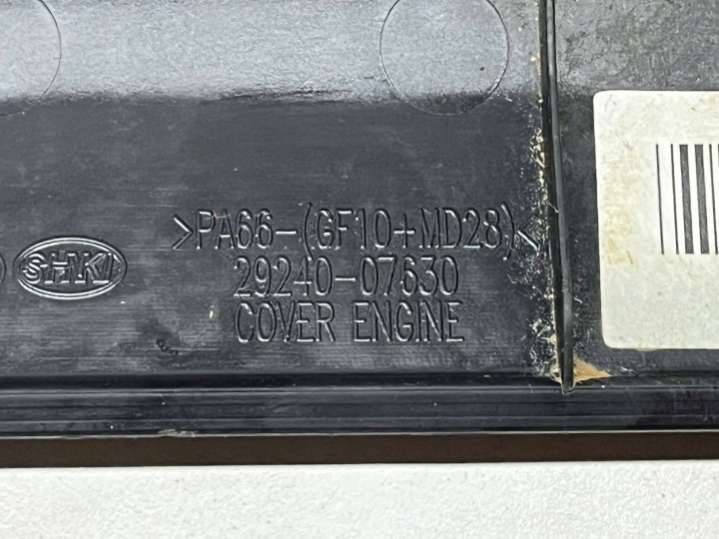 >PA66-(GF10+MD28)<
SHKI
29240-07630
COVER ENGINE